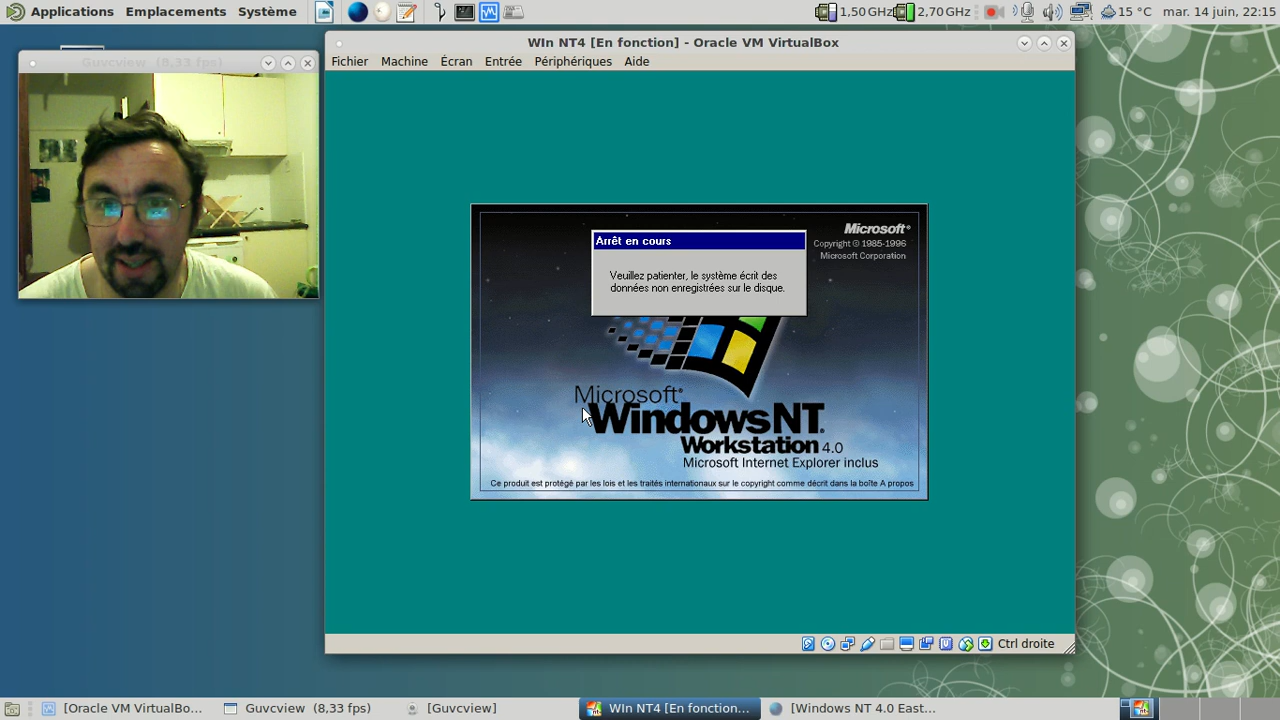 Applications Emplacements Système
1,50 GHz 2,70 GHz 15 °C mar. 14 juin, 22:15
Guvcview (8,33 fps)
WIn NT4 [En fonction] - Oracle VM VirtualBox
Fichier Machine Écran Entrée Périphériques Aide
Microsoft®
Copyright © 1985-1996
Microsoft Corporation
Arrêt en cours
Veuillez patienter, le système écrit des
données non enregistrées sur le disque.
Microsoft®
WindowsNT®
Workstation 4.0
Microsoft Internet Explorer inclus
Ce produit est protégé par les lois et les traités internationaux sur le copyright comme décrit dans la boîte A propos
Ctrl droite
[Oracle VM VirtualBo... Guvcview (8,33 fps) [Guvcview] WIn NT4 [En fonction... [Windows NT 4.0 East...